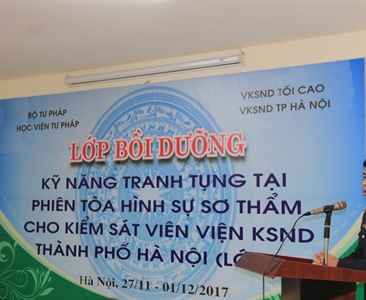 BỘ TƯ PHÁP
HỌC VIỆN TƯ PHÁP
VKSND TỐI CAO
VKSND TP HÀ NỘI
LỚP BỒI DƯỠNG
KỸ NĂNG TRANH TỤNG TẠI
PHIÊN TÒA HÌNH SỰ SƠ THẨM
CHO KIỂM SÁT VIÊN VIỆN KSND
THÀNH PHỐ HÀ NỘI (LỚ
Hà Nội, 27/11 - 01/12/2017